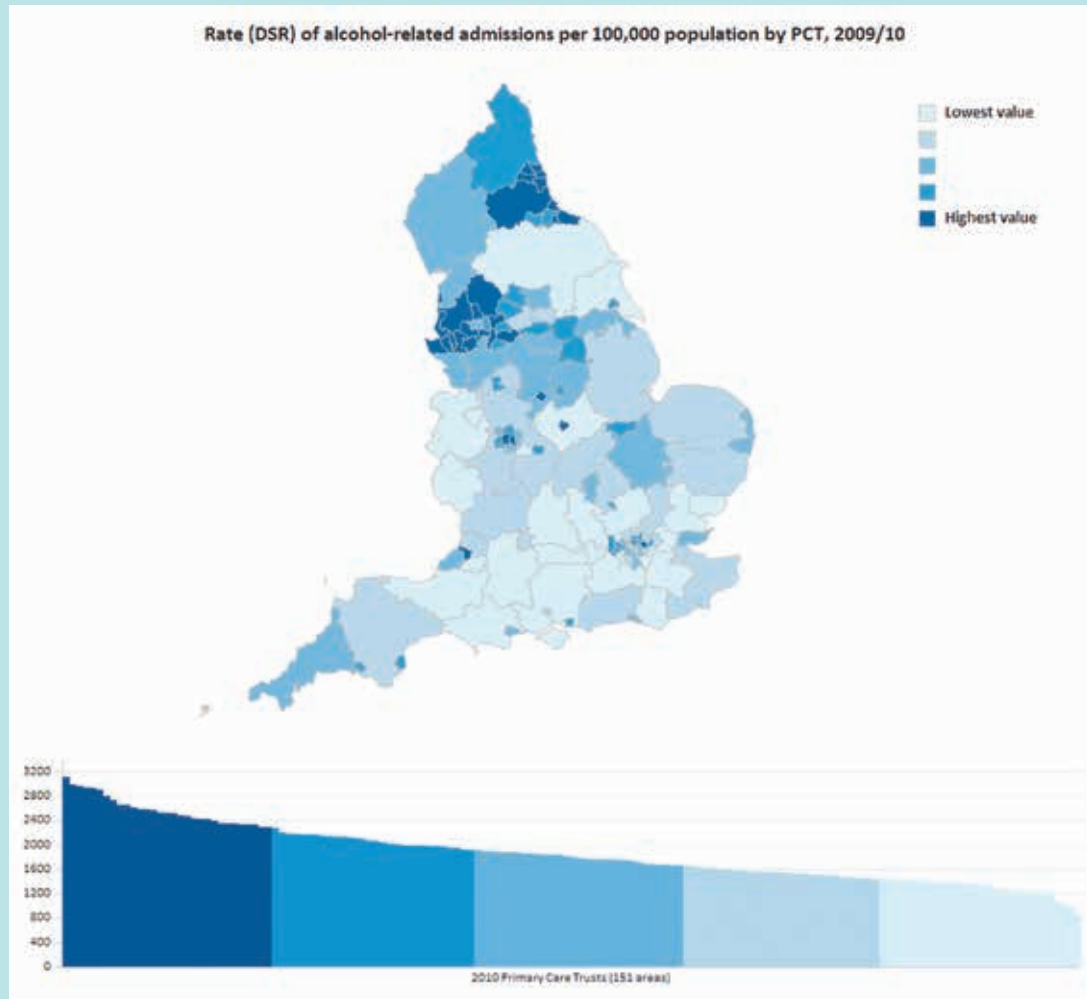 Rate (DSR) of alcohol-related admissions per 100,000 population by PCT, 2009/10
Lowest value
Highest value
3200
2800
2400
2000
1600
1200
800
400
0
2010 Primary Care Trusts (151 areas)